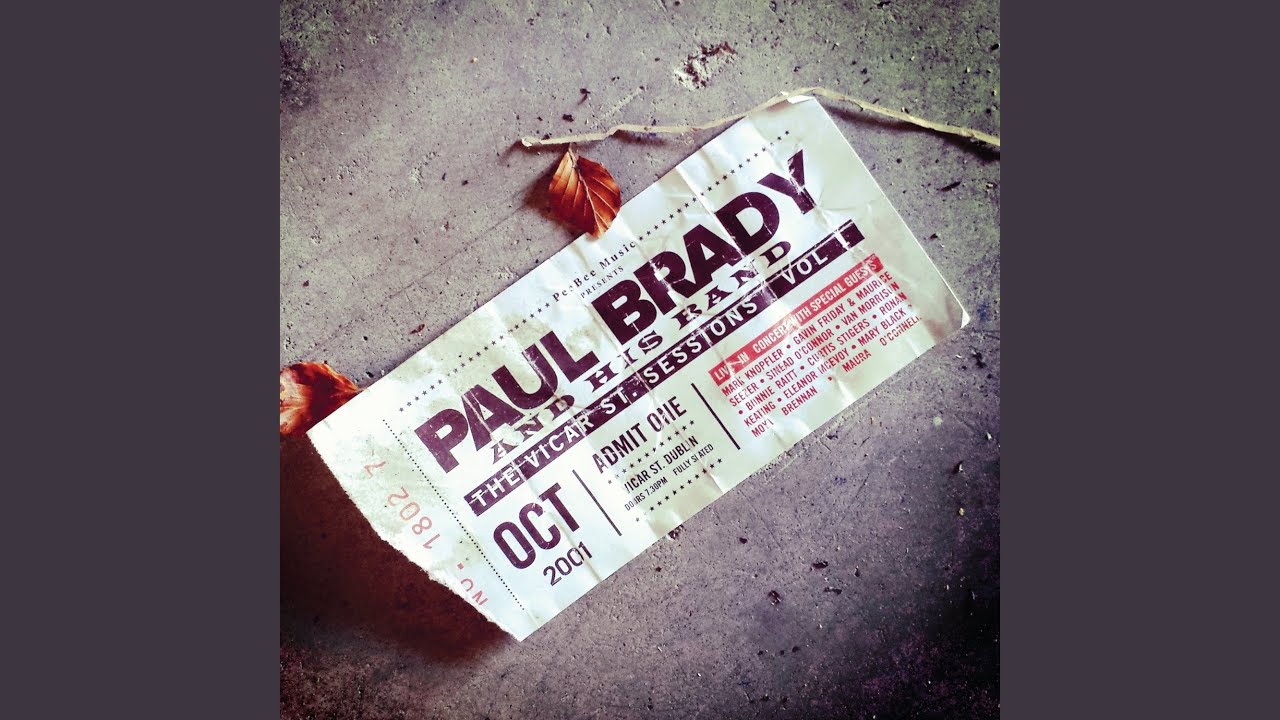 PeeBee Music
PRESENTS
PAUL BRADY
AND HIS BAND
THE VICAR ST. SESSIONS VOL 1
OCT
2001
ADMIT ONE
VICAR ST. DUBLIN
DOORS 7.30PM FULLY SEATED
LIVE IN CONCERT WITH SPECIAL GUESTS
MARK KNOPFLER • GAVIN FRIDAY & MAURICE
SEEZER • SINEAD O'CONNOR • VAN MORRISON
• BONNIE RAITT • CURTIS STIGERS • RONAN
KEATING • ELEANOR MCEVOY • MARY BLACK •
MOYA BRENNAN • MAURA O'CONNELL
NO: 1802 7